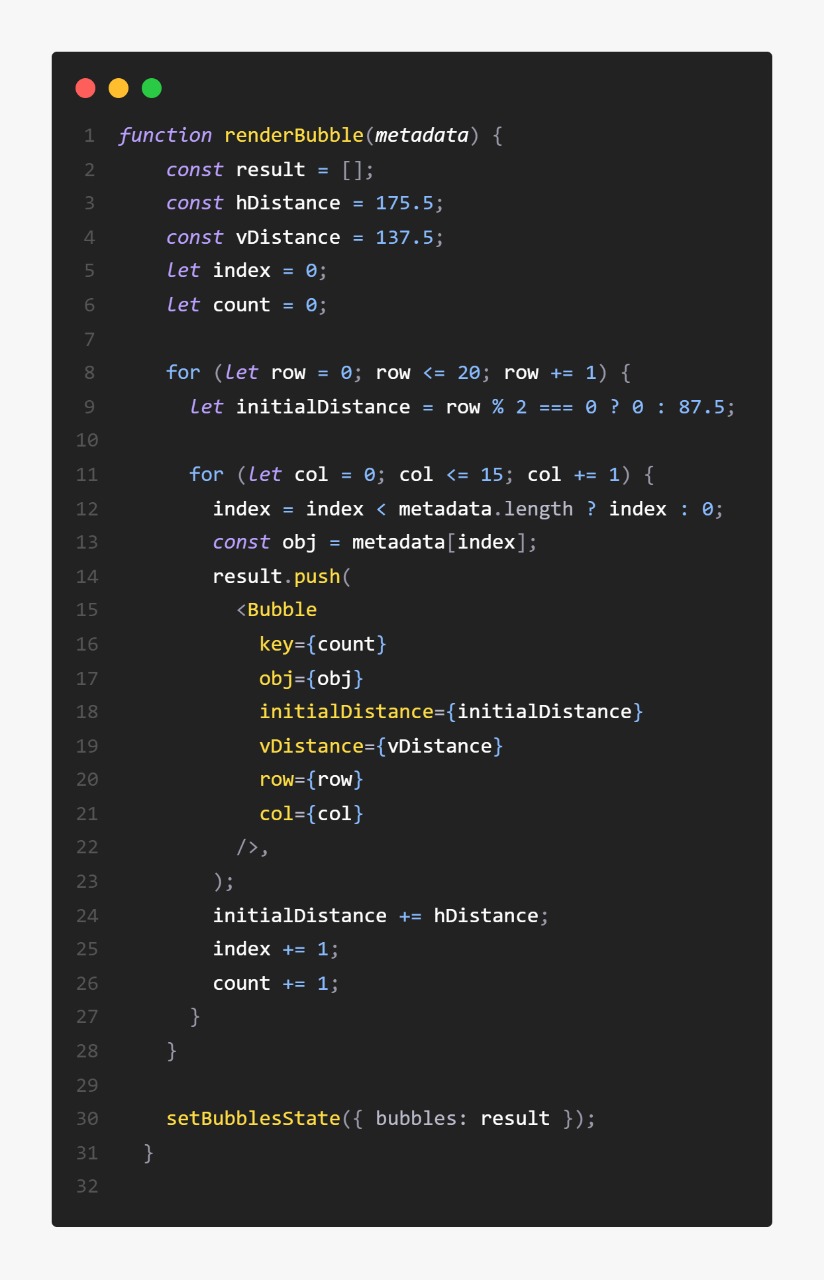 1 function renderBubble(metadata) {
2     const result = [];
3     const hDistance = 175.5;
4     const vDistance = 137.5;
5     let index = 0;
6     let count = 0;
7
8     for (let row = 0; row <= 20; row += 1) {
9       let initialDistance = row % 2 === 0 ? 0 : 87.5;
10
11       for (let col = 0; col <= 15; col += 1) {
12         index = index < metadata.length ? index : 0;
13         const obj = metadata[index];
14         result.push(
15           <Bubble
16             key={count}
17             obj={obj}
18             initialDistance={initialDistance}
19             vDistance={vDistance}
20             row={row}
21             col={col}
22           />,
23         );
24         initialDistance += hDistance;
25         index += 1;
26         count += 1;
27       }
28     }
29
30     setBubblesState({ bubbles: result });
31   }
32